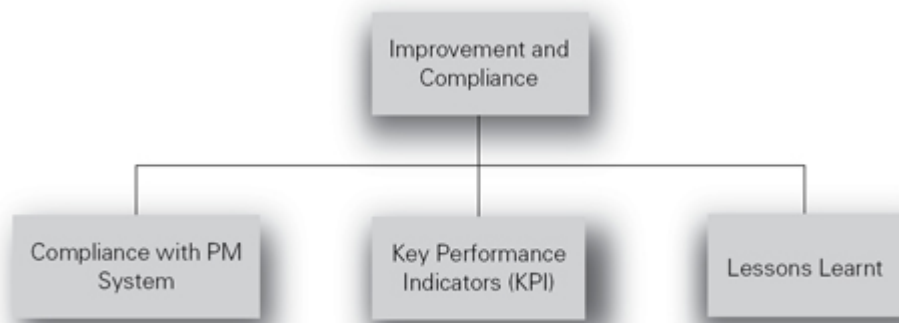 Improvement and
Compliance
Compliance with PM
System
Key Performance
Indicators (KPI)
Lessons Learnt